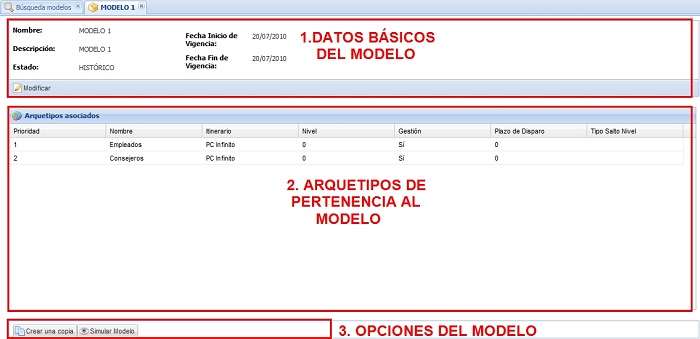 Búsqueda modelos
MODELO 1
Nombre: MODELO 1
Fecha Inicio de Vigencia: 20/07/2010
Descripción: MODELO 1
Fecha Fin de Vigencia: 20/07/2010
Estado: HISTÓRICO
1.DATOS BÁSICOS
DEL MODELO
Modificar
Arquetipos asociados
Prioridad Nombre Itinerario Nivel Gestión Plazo de Disparo Tipo Salto Nivel
1 Empleados PC Infinito 0 Sí 0
2 Consejeros PC Infinito 0 Sí 0
2. ARQUETIPOS DE
PERTENENCIA AL
MODELO
Crear una copia Simular Modelo
3. OPCIONES DEL MODELO